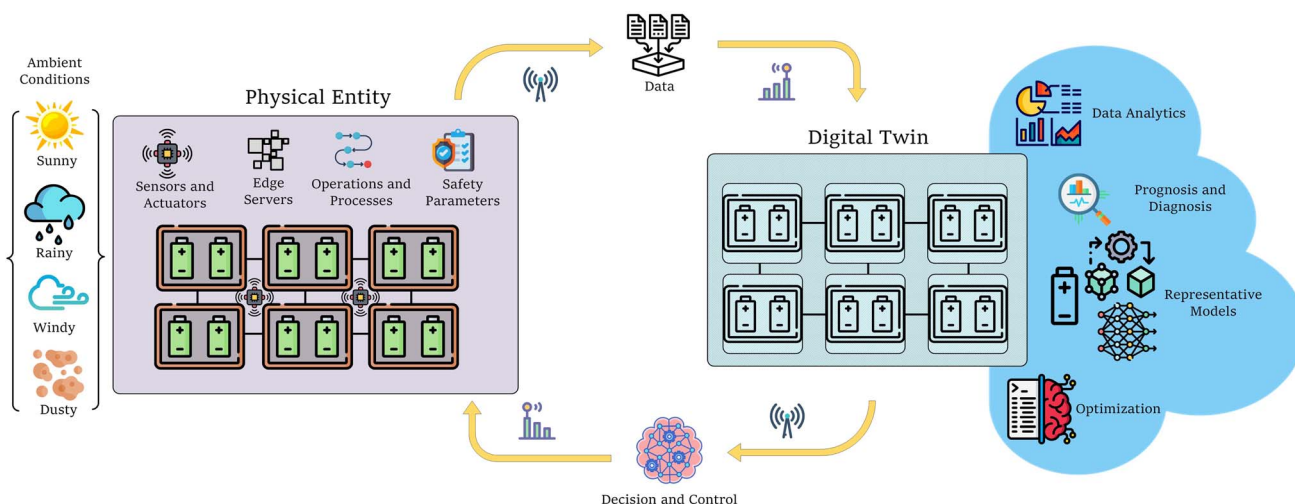 Ambient
Conditions
Sunny
Rainy
Windy
Dusty
Physical Entity
Sensors and
Actuators
Edge
Servers
Operations and
Processes
Safety
Parameters
Data
Digital Twin
Data Analytics
Prognosis and
Diagnosis
Representative
Models
Optimization
Decision and Control